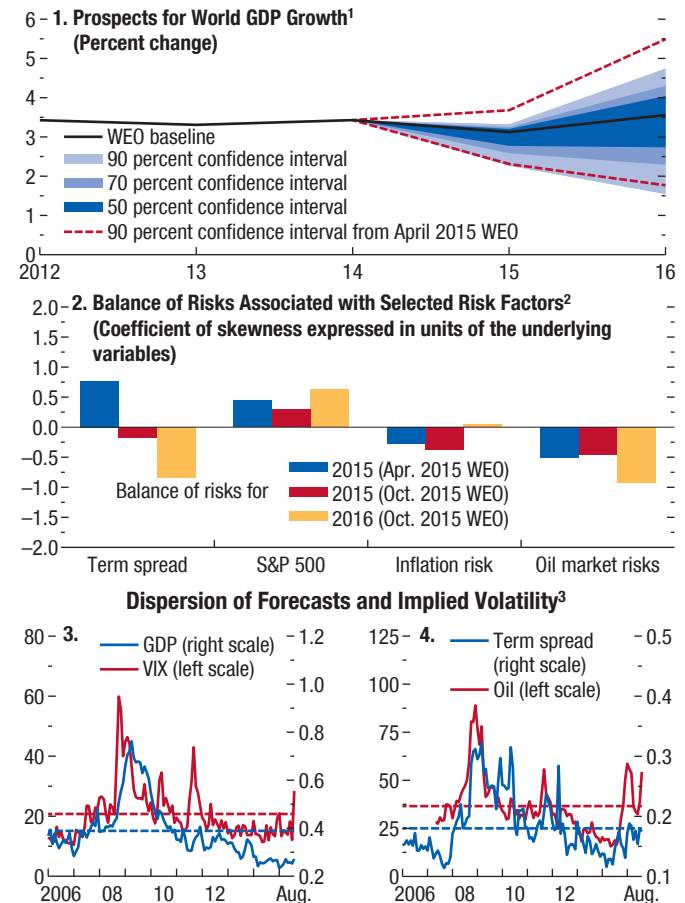 1. Prospects for World GDP Growth¹
(Percent change)
6
5
4
3
2
1
0
WEO baseline
90 percent confidence interval
70 percent confidence interval
50 percent confidence interval
90 percent confidence interval from April 2015 WEO
2012 13 14 15 16
2. Balance of Risks Associated with Selected Risk Factors²
(Coefficient of skewness expressed in units of the underlying
variables)
2.0
1.5
1.0
0.5
0.0
–0.5
–1.0
–1.5
–2.0
Balance of risks for
2015 (Apr. 2015 WEO)
2015 (Oct. 2015 WEO)
2016 (Oct. 2015 WEO)
Term spread S&P 500 Inflation risk Oil market risks
Dispersion of Forecasts and Implied Volatility³
3.
GDP (right scale)
VIX (left scale)
80
60
40
20
0
1.2
1.0
0.8
0.6
0.4
0.2
2006 08 10 12 Aug.
4.
Term spread
(right scale)
Oil (left scale)
125
100
75
50
25
0
0.5
0.4
0.3
0.2
0.1
2006 08 10 12 Aug.